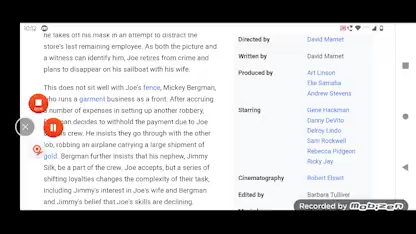 10:12
he takes off his mask in an attempt to distract the
store's last remaining employee. As both the picture and
a witness can identify him, Joe retires from crime and
plans to disappear on his sailboat with his wife.
This does not sit well with Joe's fence, Mickey Bergman,
who runs a garment business as a front. After accruing
a number of expenses in setting up another robbery,
Bergman decides to withhold the payment due to Joe
crew. He insists they go through with the other
job, robbing an airplane carrying a large shipment of
gold. Bergman further insists that his nephew, Jimmy
Silk, be a part of the crew. Joe accepts, but a series of
shifting loyalties changes the complexity of their task,
including Jimmy's interest in Joe's wife and Bergman
and Jimmy's belief that Joe's skills are declining.
Directed by David Mamet
Written by David Mamet
Produced by Art Linson
Elie Samaha
Andrew Stevens
Starring Gene Hackman
Danny DeVito
Delroy Lindo
Sam Rockwell
Rebecca Pidgeon
Ricky Jay
Cinematography Robert Elswit
Edited by Barbara Tulliver
Recorded by MOBIZEN